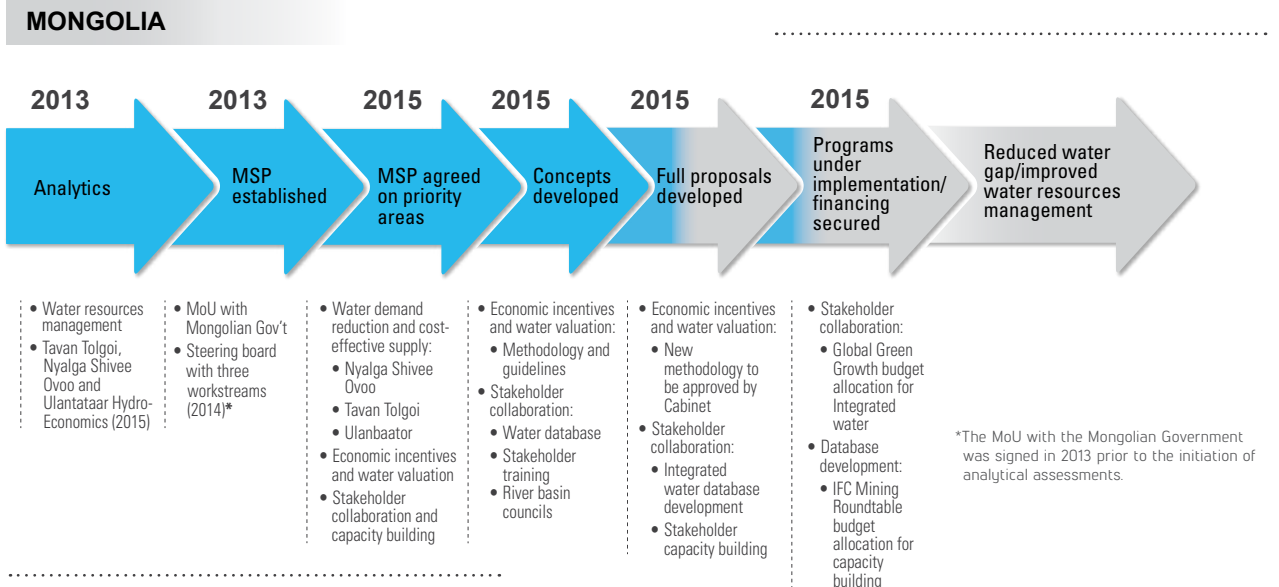 MONGOLIA
2013
2013
2015
2015
2015
2015
Analytics
MSP
established
MSP agreed
on priority
areas
Concepts
developed
Full proposals
developed
Programs
under
implementation/
financing
secured
Reduced water
gap/improved
water resources
management
• Water resources
management
• Tavan Tolgoi,
Nyalga Shivee
Ovoo and
Ulantataar Hydro-
Economics (2015)
• MoU with
Mongolian Gov't
• Steering board
with three
workstreams
(2014)*
• Water demand
reduction and cost-
effective supply:
• Nyalga Shivee
Ovoo
• Tavan Tolgoi
• Ulanbaator
• Economic incentives
and water valuation
• Stakeholder
collaboration and
capacity building
• Economic incentives
and water valuation:
• Methodology and
guidelines
• Stakeholder
collaboration:
• Water database
• Stakeholder
training
• River basin
councils
• Economic incentives
and water valuation:
• New
methodology to
be approved by
Cabinet
• Stakeholder
collaboration:
• Integrated
water database
development
• Stakeholder
capacity building
• Stakeholder
collaboration:
• Global Green
Growth budget
allocation for
Integrated
water
• Database
development:
• IFC Mining
Roundtable
budget
allocation for
capacity
building
*The MoU with the Mongolian Government
was signed in 2013 prior to the initiation of
analytical assessments.